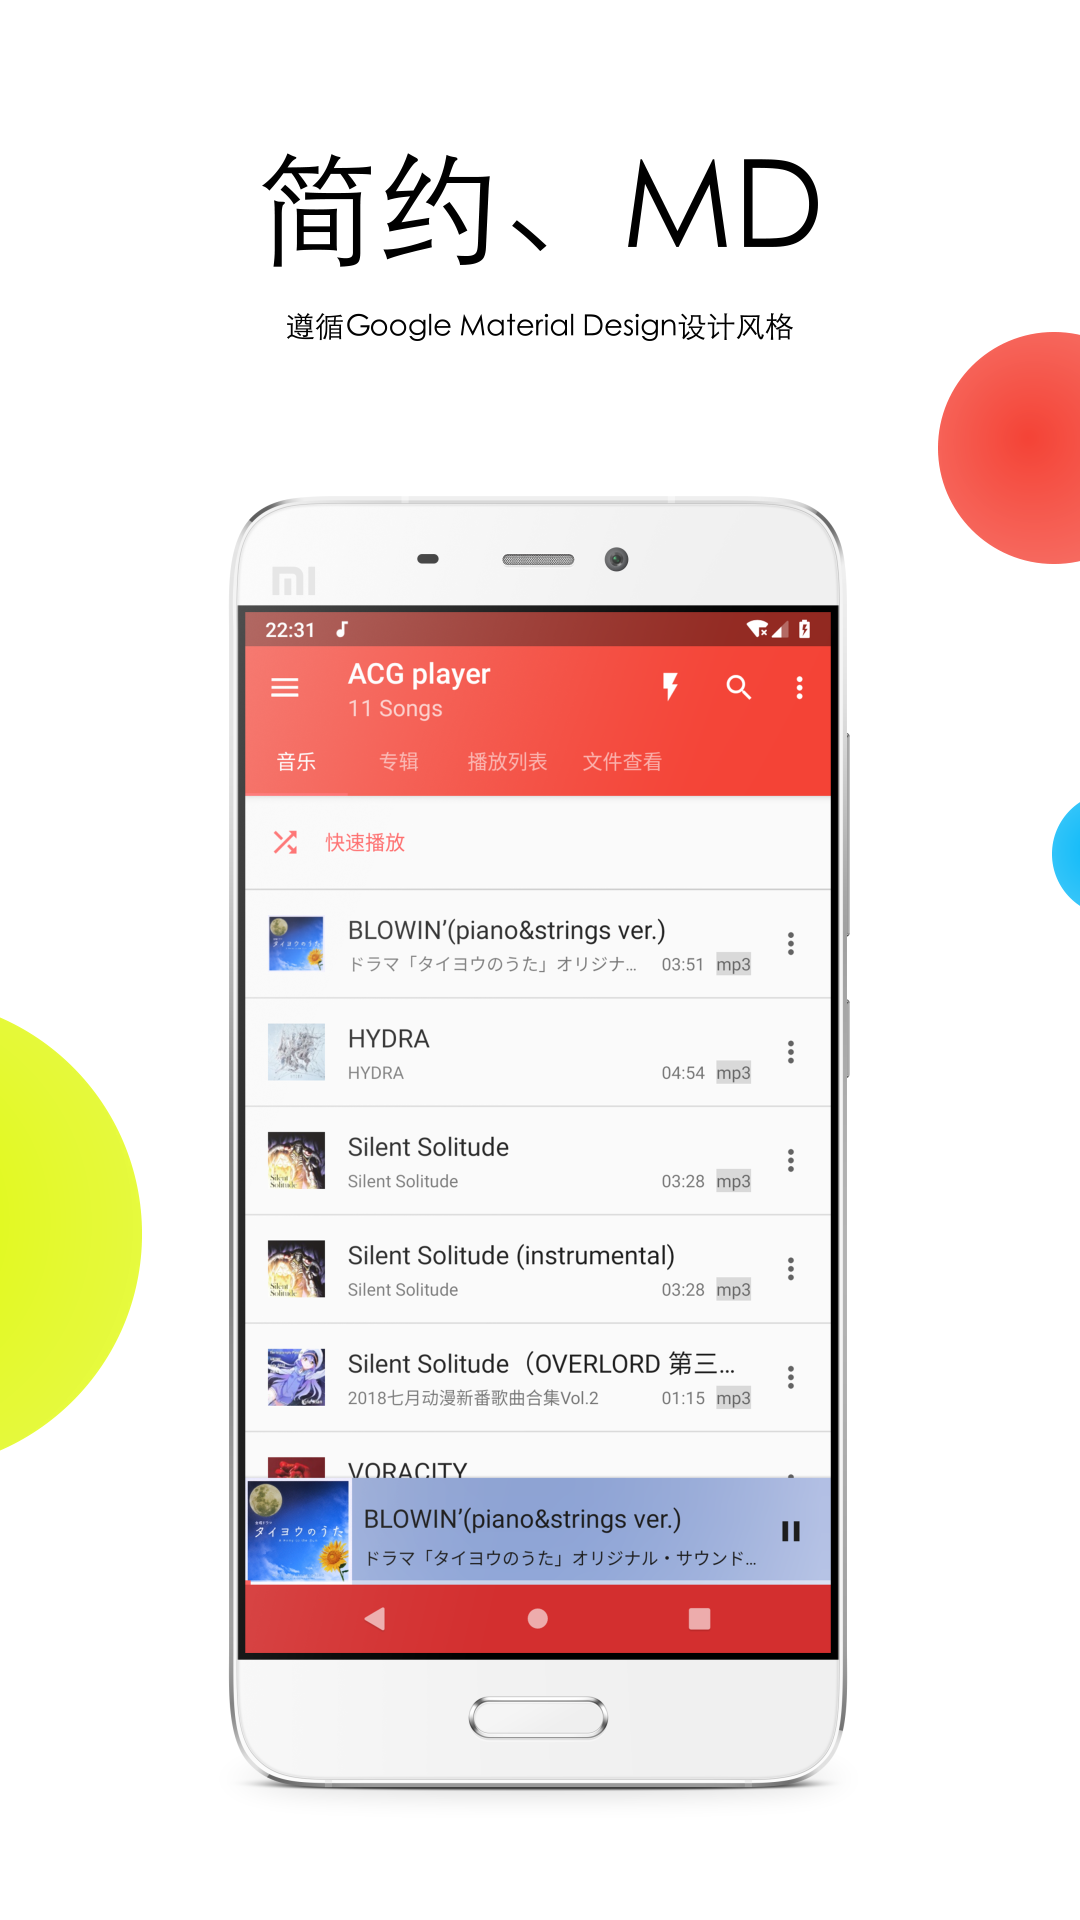 简约、MD
遵循Google Material Design设计风格
22:31
ACG player
11 Songs
音乐 专辑 播放列表 文件查看
快速播放
BLOWIN’(piano&strings ver.)
ドラマ「タイヨウのうた」オリジナ... 03:51 mp3
HYDRA
HYDRA 04:54 mp3
Silent Solitude
Silent Solitude 03:28 mp3
Silent Solitude (instrumental)
Silent Solitude 03:28 mp3
Silent Solitude（OVERLORD 第三...
2018七月动漫新番歌曲合集Vol.2 01:15 mp3
VORACITY
タイヨウのうた
BLOWIN’(piano&strings ver.)
ドラマ「タイヨウのうた」オリジナル・サウンド...